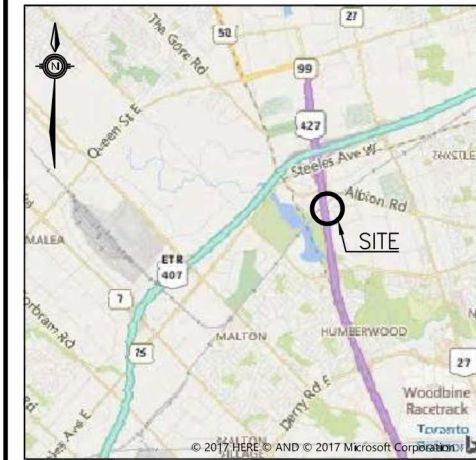 27
50
The Gore Rd
99
Queen St E
427
Steeles Ave W
THISTLE
Albion Rd
SITE
MALEA
ETR
407
7
MALTON
HUMBERWOOD
15
27
Derry Rd E
Woodbine
Racetrack
Toronto
© 2017 HERE © AND © 2017 Microsoft Corporation
N